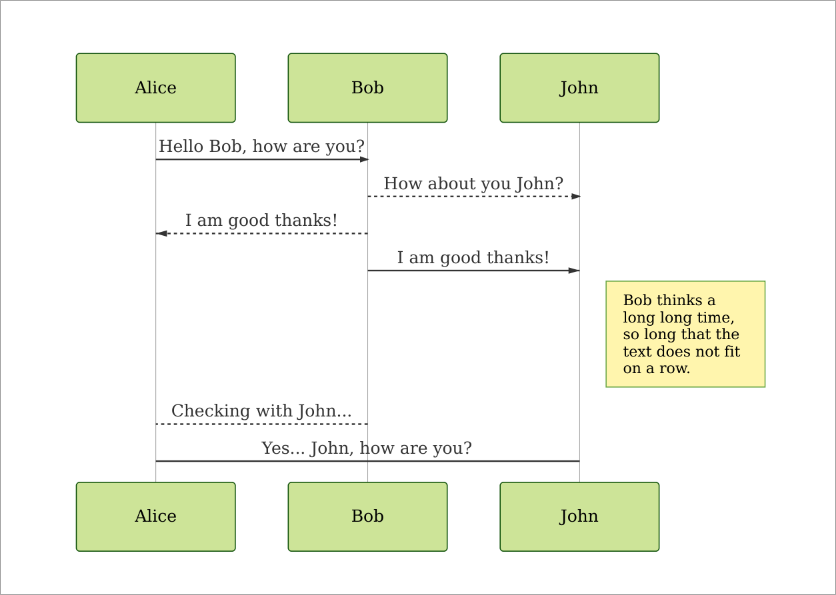 Alice
Bob
John
Hello Bob, how are you?
How about you John?
I am good thanks!
I am good thanks!
Bob thinks a
long long time,
so long that the
text does not fit
on a row.
Checking with John...
Yes... John, how are you?
Alice
Bob
John